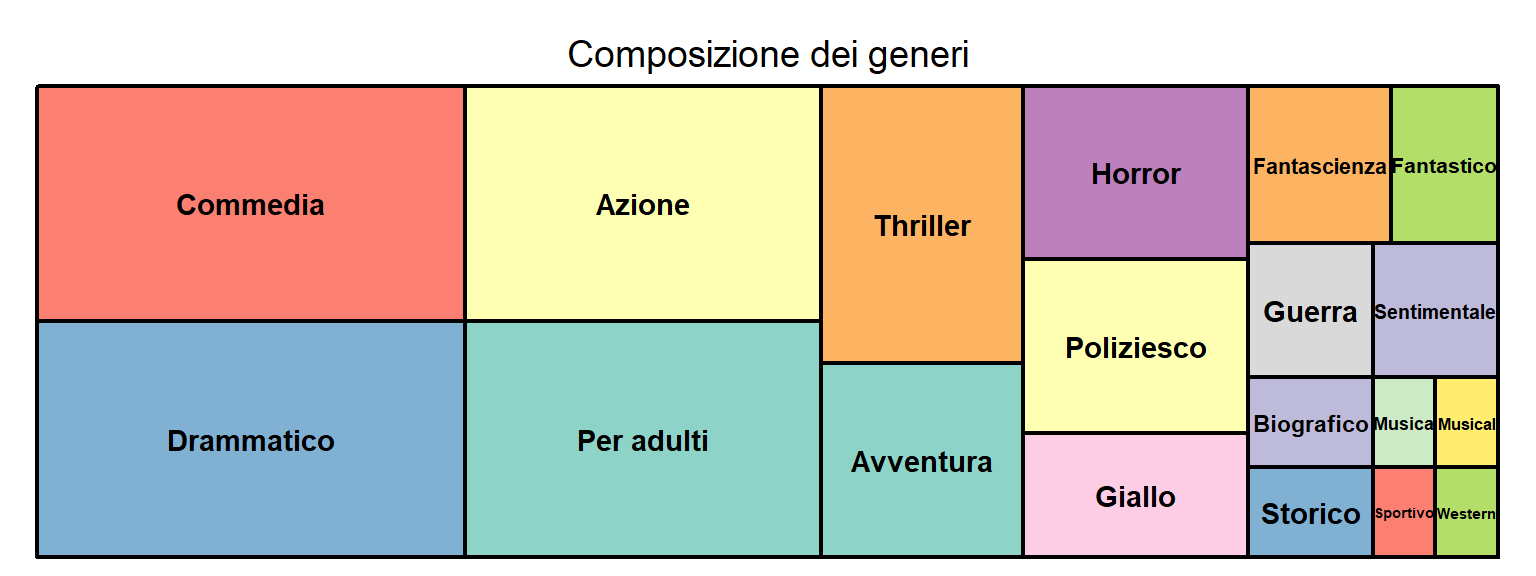 Composizione dei generi
Commedia
Drammatico
Azione
Per adulti
Thriller
Avventura
Horror
Poliziesco
Giallo
Fantascienza
Fantastico
Guerra
Sentimentale
Biografico
Musica
Musical
Storico
Sportivo
Western